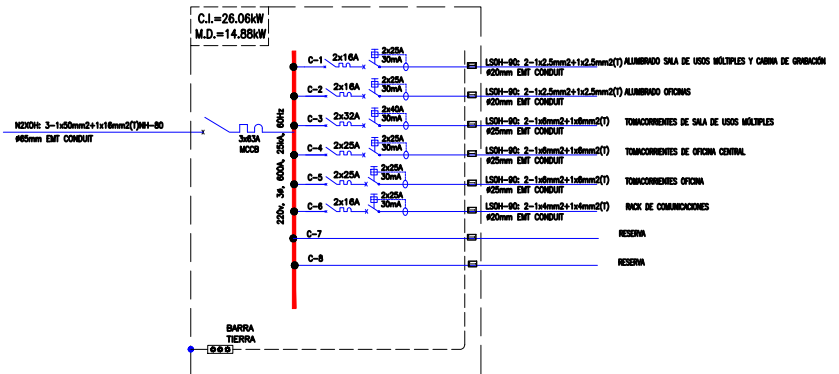 C.I.=26.06kW
M.D.=14.88kW
N2XOH: 3-1x50mm2+1x16mm2(T)NH-80
ø65mm EMT CONDUIT
3x63A
MCCB
220v, 3ø, 600A, 25kA, 60Hz
C-1 2x16A 2x25A 30mA LSOH-90: 2-1x2.5mm2+1x2.5mm2(T) ALUMBRADO SALA DE USOS MÚLTIPLES Y CABINA DE GRABACIÓN
ø20mm EMT CONDUIT
C-2 2x16A 2x25A 30mA LSOH-90: 2-1x2.5mm2+1x2.5mm2(T) ALUMBRADO OFICINAS
ø20mm EMT CONDUIT
C-3 2x32A 2x40A 30mA LSOH-90: 2-1x6mm2+1x6mm2(T) TOMACORRIENTES DE SALA DE USOS MÚLTIPLES
ø25mm EMT CONDUIT
C-4 2x25A 2x25A 30mA LSOH-90: 2-1x6mm2+1x6mm2(T) TOMACORRIENTES DE OFICINA CENTRAL
ø25mm EMT CONDUIT
C-5 2x25A 2x25A 30mA LSOH-90: 2-1x6mm2+1x6mm2(T) TOMACORRIENTES OFICINA
ø25mm EMT CONDUIT
C-6 2x16A 2x25A 30mA LSOH-90: 2-1x4mm2+1x4mm2(T) RACK DE COMUNICACIONES
ø20mm EMT CONDUIT
C-7 RESERVA
C-8 RESERVA
BARRA
TIERRA